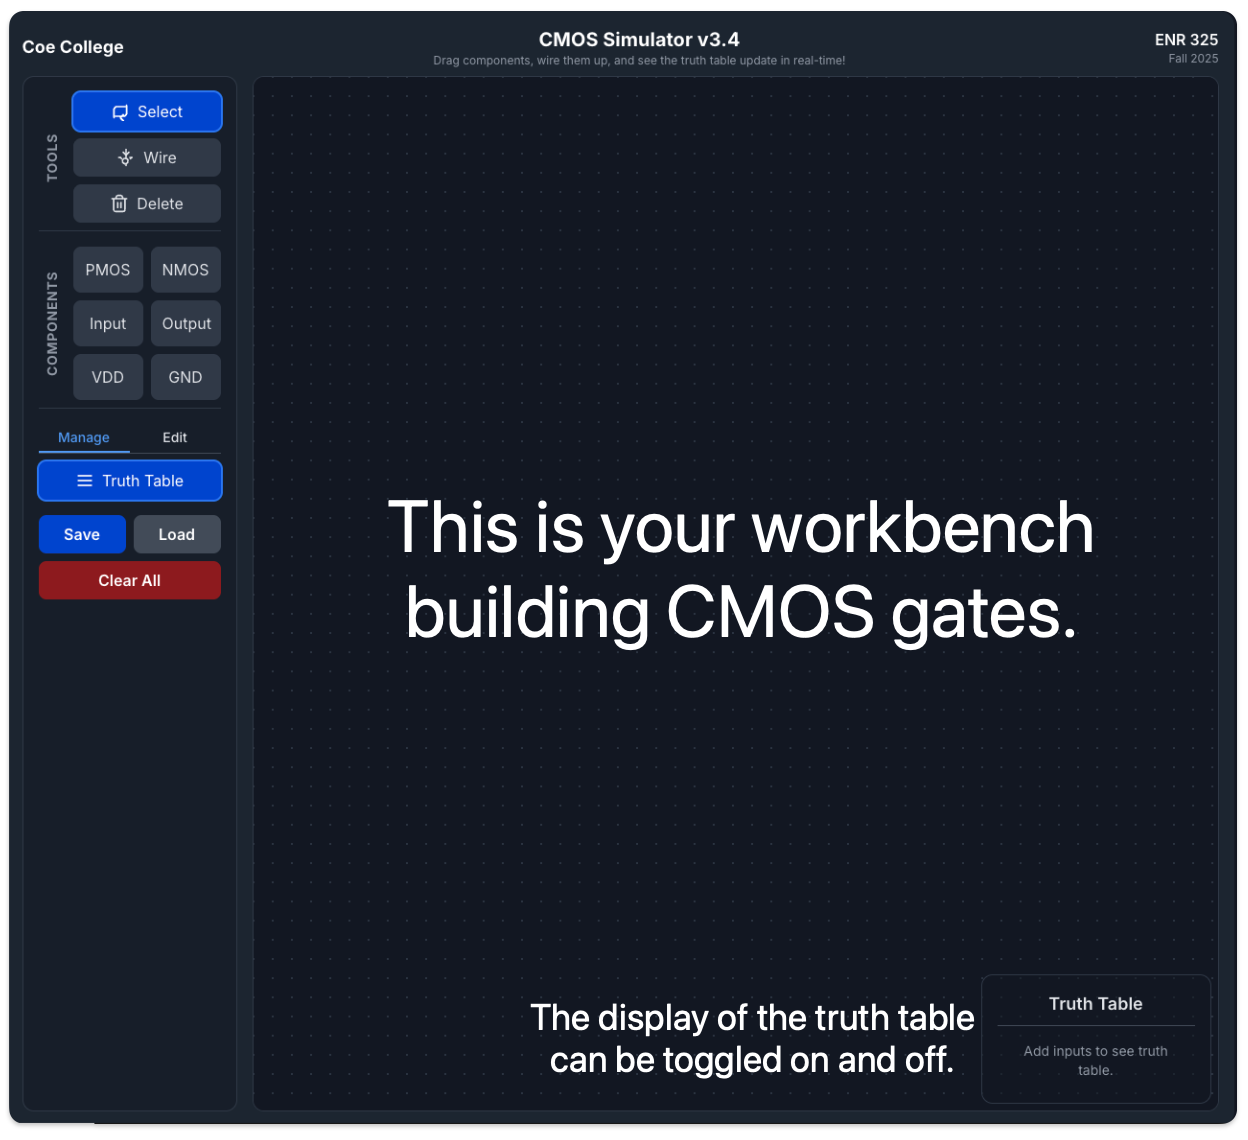 Coe College
CMOS Simulator v3.4
Drag components, wire them up, and see the truth table update in real-time!
ENR 325
Fall 2025
TOOLS
Select
Wire
Delete
COMPONENTS
PMOS NMOS
Input Output
VDD GND
Manage Edit
Truth Table
Save Load
Clear All
This is your workbench
building CMOS gates.
The display of the truth table
can be toggled on and off.
Truth Table
Add inputs to see truth
table.